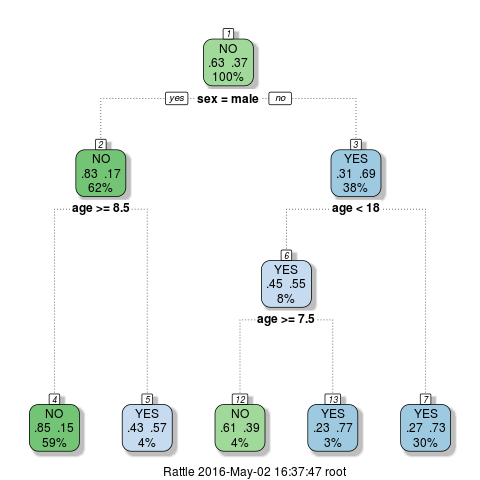 1
NO
.63 .37
100%
yes sex = male no
2
NO
.83 .17
62%
3
YES
.31 .69
38%
age >= 8.5
age < 18
6
YES
.45 .55
8%
age >= 7.5
4
NO
.85 .15
59%
5
YES
.43 .57
4%
12
NO
.61 .39
4%
13
YES
.23 .77
3%
7
YES
.27 .73
30%
Rattle 2016-May-02 16:37:47 root